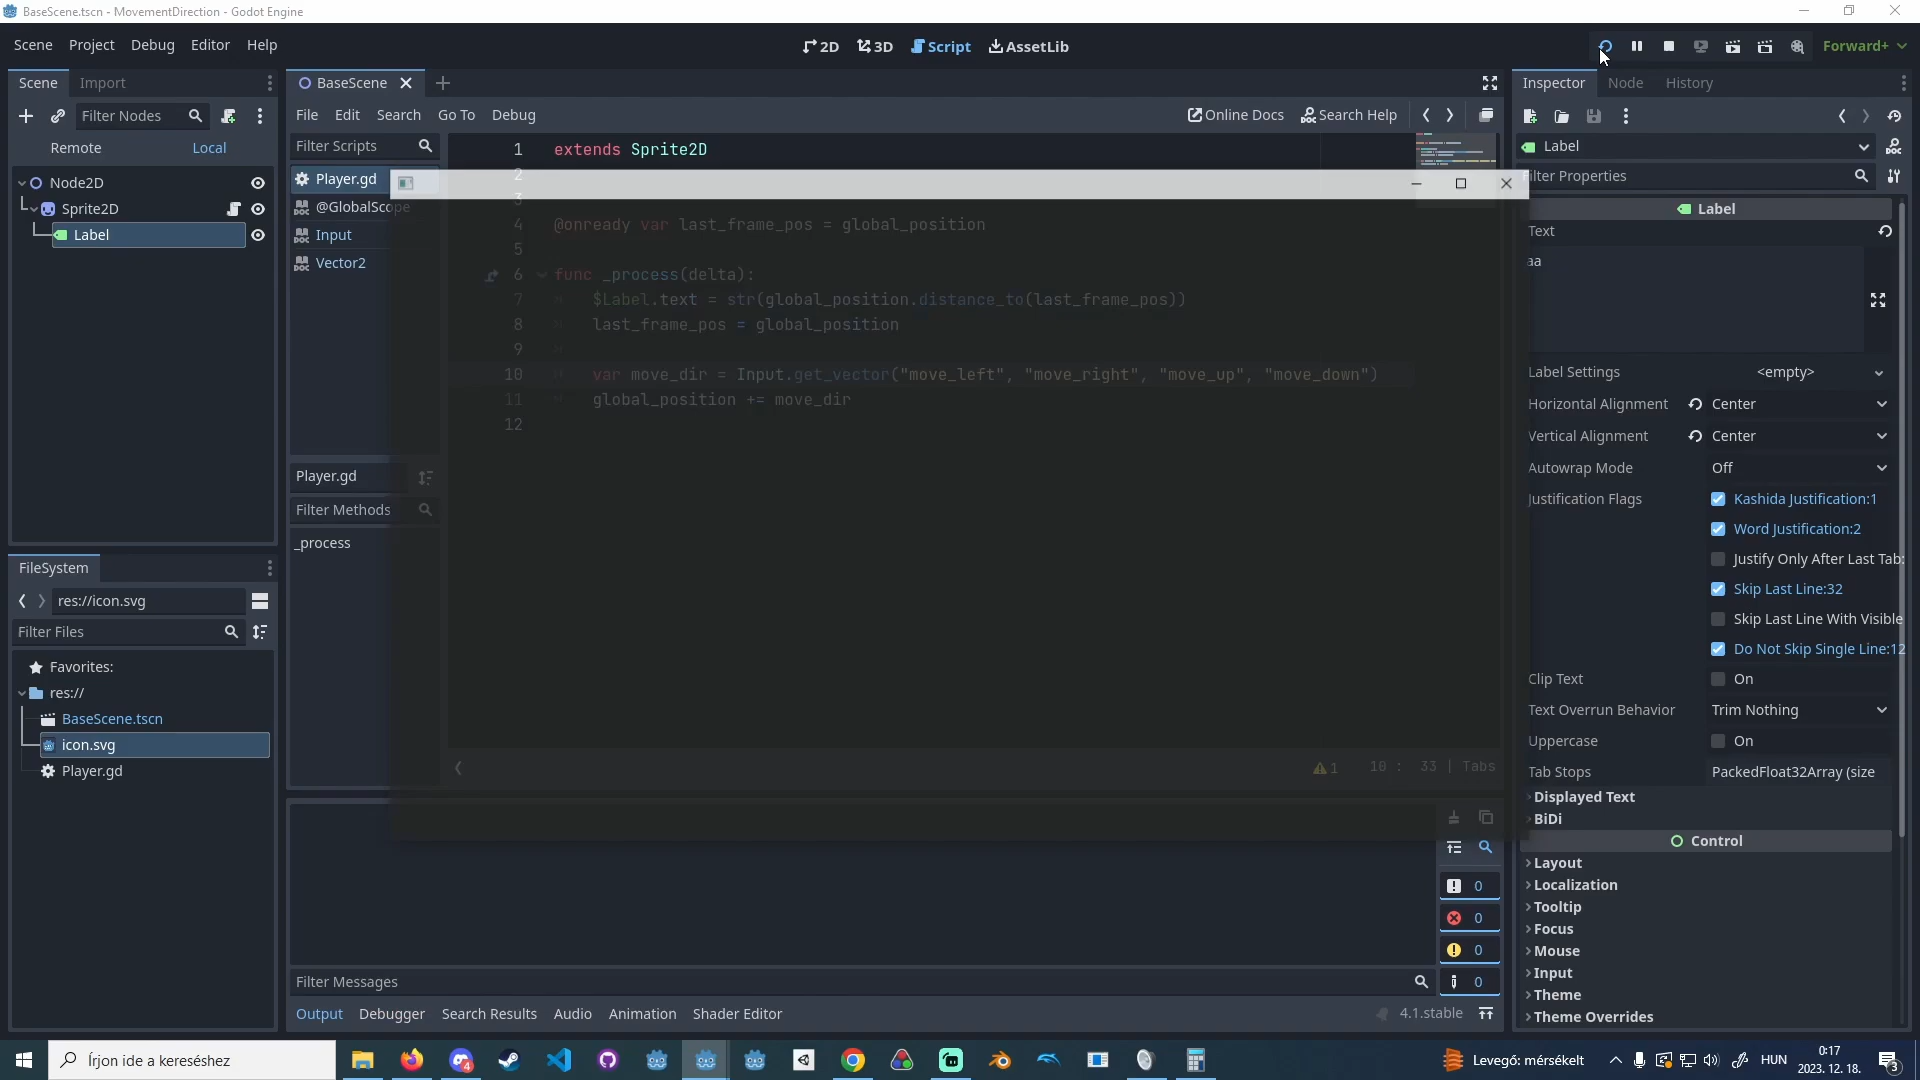 BaseScene.tscn - MovementDirection - Godot Engine
Scene Project Debug Editor Help
2D 3D Script AssetLib
Forward+
Scene Import
BaseScene
Inspector Node History
Filter Nodes
File Edit Search Go To Debug
Online Docs Search Help
Remote Local
Filter Scripts
Label
Node2D
Sprite2D
Label
Player.gd
@GlobalScope
Input
Vector2
1 extends Sprite2D
2
3
4 @onready var last_frame_pos = global_position
5
6 func _process(delta):
7 $Label.text = str(global_position.distance_to(last_frame_pos))
8 last_frame_pos = global_position
9
10 var move_dir = Input.get_vector("move_left", "move_right", "move_up", "move_down")
11 global_position += move_dir
12
1 10 : 33 | Tabs
Player.gd
Filter Methods
_process
Filter Properties
Label
Text
aa
Label Settings <empty>
Horizontal Alignment Center
Vertical Alignment Center
Autowrap Mode Off
Justification Flags Kashida Justification:1
Word Justification:2
Justify Only After Last Tab:
Skip Last Line:32
Skip Last Line With Visible
Do Not Skip Single Line:12
Clip Text On
Text Overrun Behavior Trim Nothing
Uppercase On
Tab Stops PackedFloat32Array (size
Displayed Text
BiDi
Control
Layout
Localization
Tooltip
Focus
Mouse
Input
Theme
Theme Overrides
FileSystem
res://icon.svg
Filter Files
Favorites:
res://
BaseScene.tscn
icon.svg
Player.gd
0
0
0
0
Filter Messages
Output Debugger Search Results Audio Animation Shader Editor
4.1.stable
Írjon ide a kereséshez
4
Levegő: mérsékelt
HUN
0:17
2023. 12. 18.
3